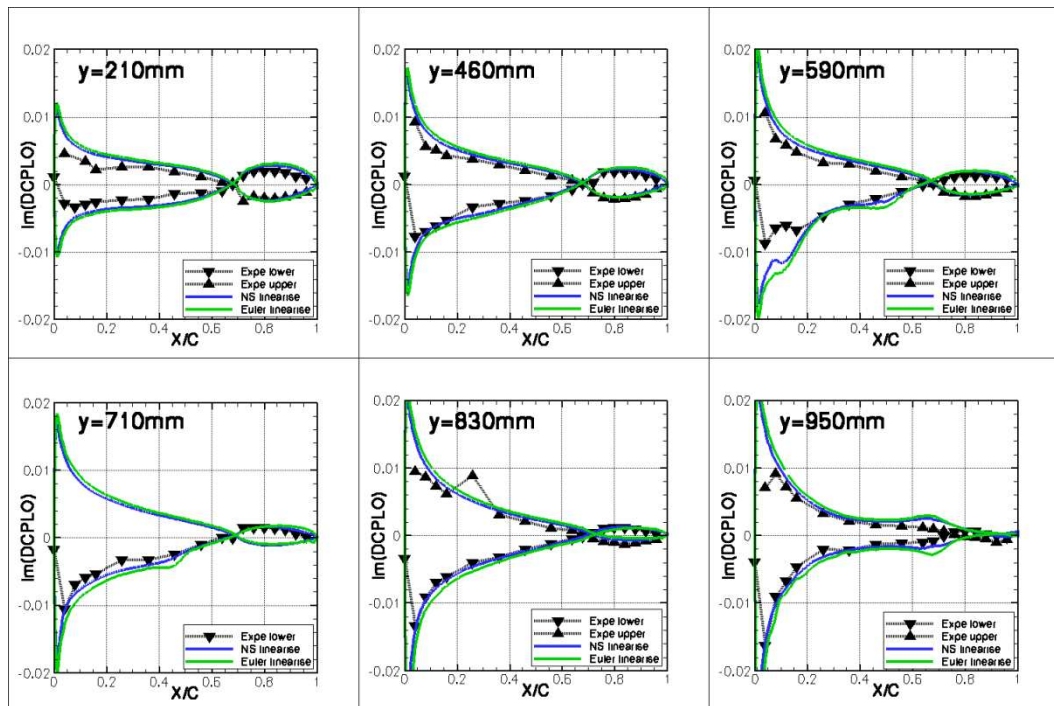 0.02
y=210mm
0.01
0
-0.01
-0.02
Im(DCPLO)
Expe lower
Expe upper
NS linearise
Euler linearise
0 0.2 0.4 0.6 0.8 1
X/C
0.02
y=460mm
0.01
0
-0.01
-0.02
Im(DCPLO)
Expe lower
Expe upper
NS linearise
Euler linearise
0 0.2 0.4 0.6 0.8 1
X/C
0.02
y=590mm
0.01
0
-0.01
-0.02
Im(DCPLO)
Expe lower
Expe upper
NS linearise
Euler linearise
0 0.2 0.4 0.6 0.8 1
X/C
0.02
y=710mm
0.01
0
-0.01
-0.02
Im(DCPLO)
Expe lower
NS linearise
Euler linearise
0 0.2 0.4 0.6 0.8 1
X/C
0.02
y=830mm
0.01
0
-0.01
-0.02
Im(DCPLO)
Expe lower
Expe upper
NS linearise
Euler linearise
0 0.2 0.4 0.6 0.8 1
X/C
0.02
y=950mm
0.01
0
-0.01
-0.02
Im(DCPLO)
Expe lower
Expe upper
NS linearise
Euler linearise
0 0.2 0.4 0.6 0.8 1
X/C